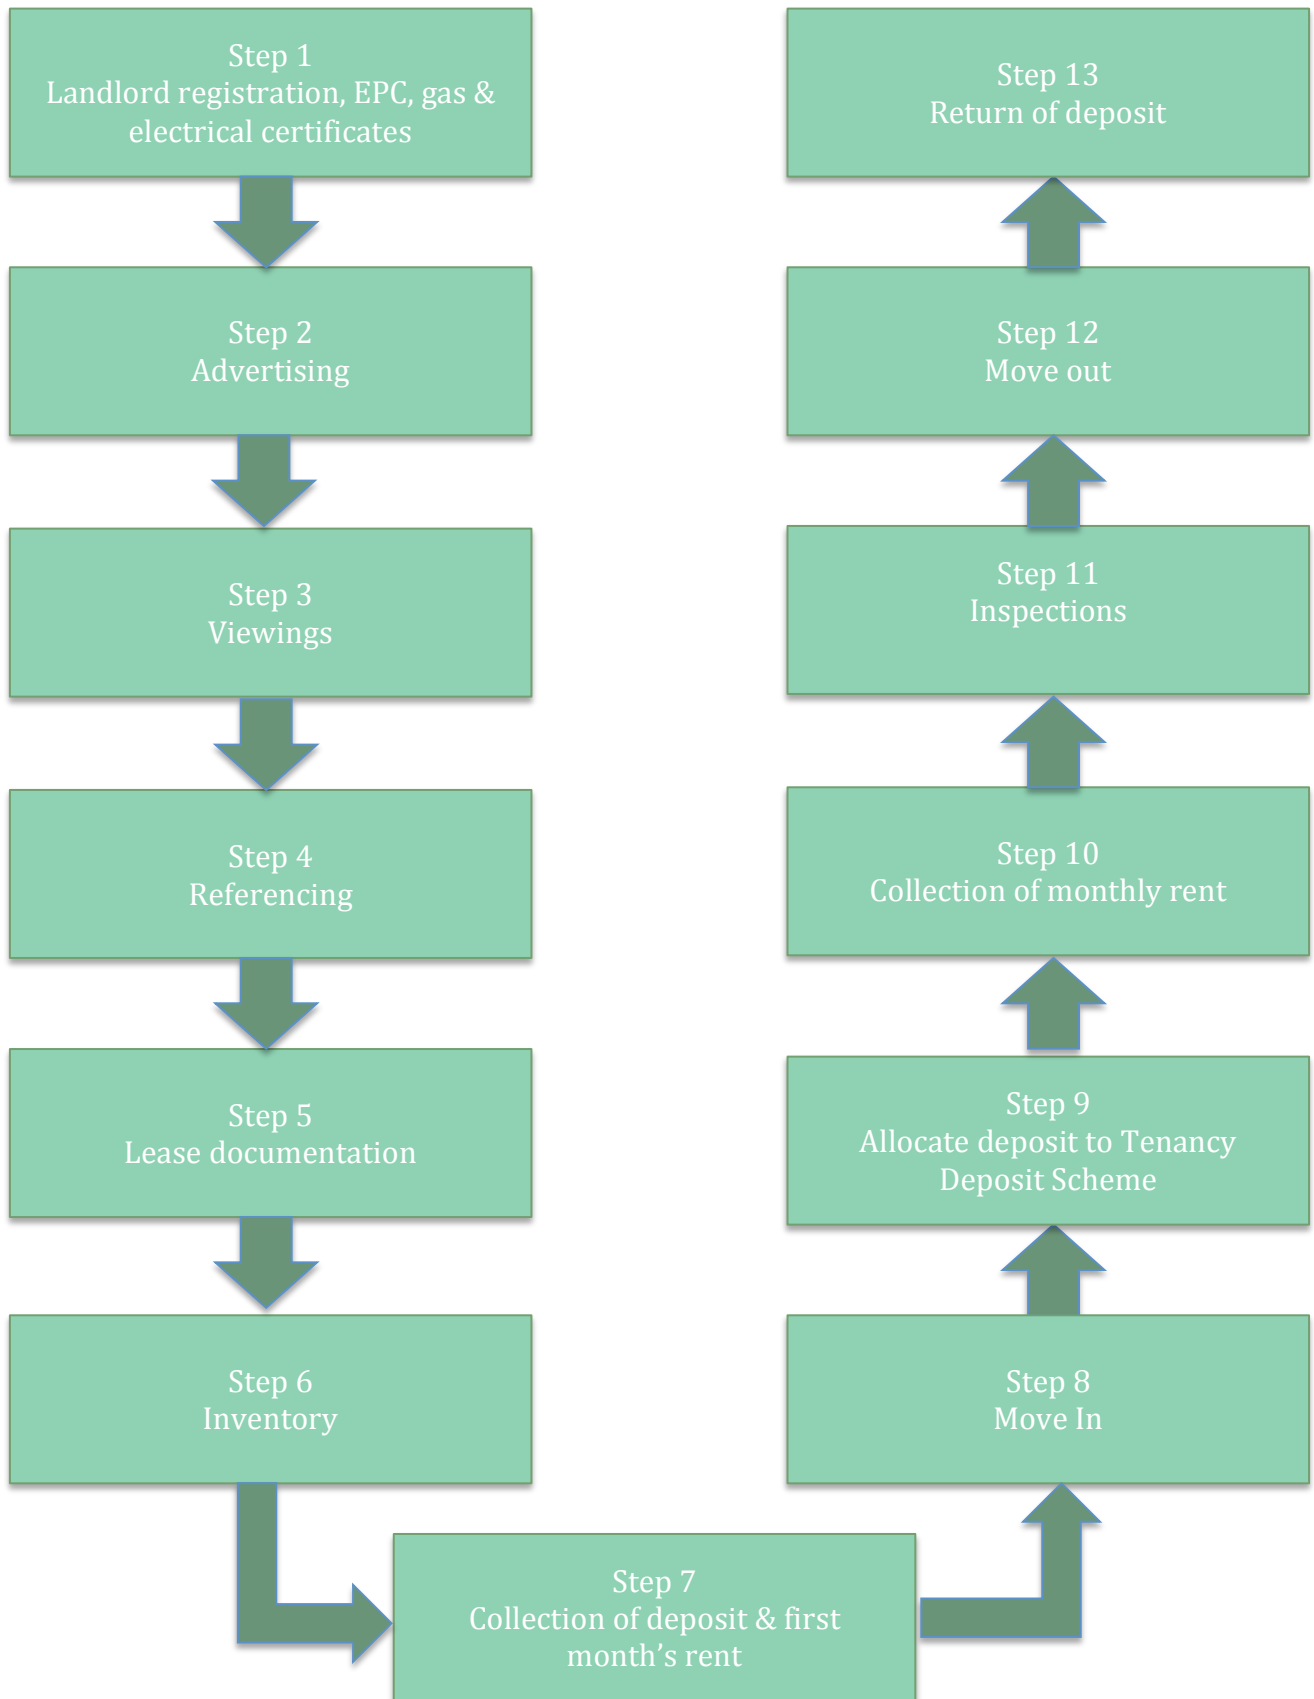 Step 1
Landlord registration, EPC, gas &
electrical certificates
Step 2
Advertising
Step 3
Viewings
Step 4
Referencing
Step 5
Lease documentation
Step 6
Inventory
Step 7
Collection of deposit & first
month’s rent
Step 8
Move In
Step 9
Allocate deposit to Tenancy
Deposit Scheme
Step 10
Collection of monthly rent
Step 11
Inspections
Step 12
Move out
Step 13
Return of deposit